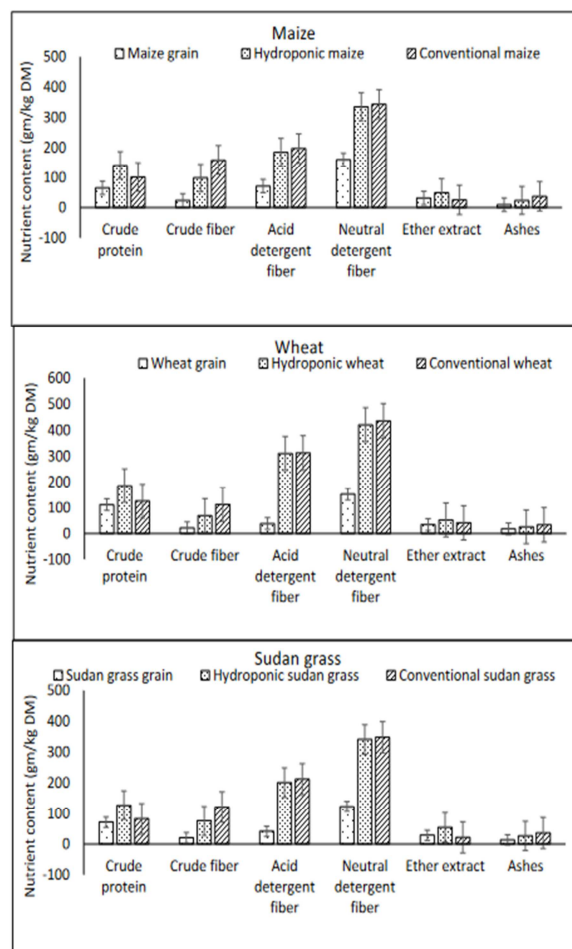 Maize
Maize grain Hydroponic maize Conventional maize
Nutrient content (gm/kg DM)
500
400
300
200
100
0
-100
Crude protein
Crude fiber
Acid detergent fiber
Neutral detergent fiber
Ether extract
Ashes
Wheat
Wheat grain Hydroponic wheat Conventional wheat
Nutrient content (gm/kg DM)
600
500
400
300
200
100
0
-100
Crude protein
Crude fiber
Acid detergent fiber
Neutral detergent fiber
Ether extract
Ashes
Sudan grass
Sudan grass grain Hydroponic sudan grass Conventional sudan grass
Nutrient content (gm/kg DM)
500
400
300
200
100
0
-100
Crude protein
Crude fiber
Acid detergent fiber
Neutral detergent fiber
Ether extract
Ashes